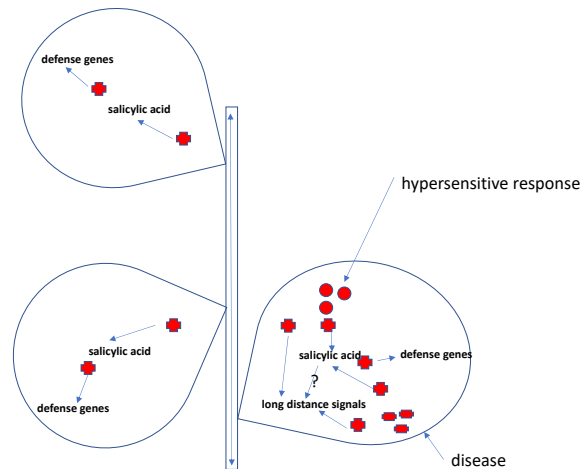 defense genes
salicylic acid
hypersensitive response
salicylic acid
defense genes
salicylic acid
defense genes
?
long distance signals
disease